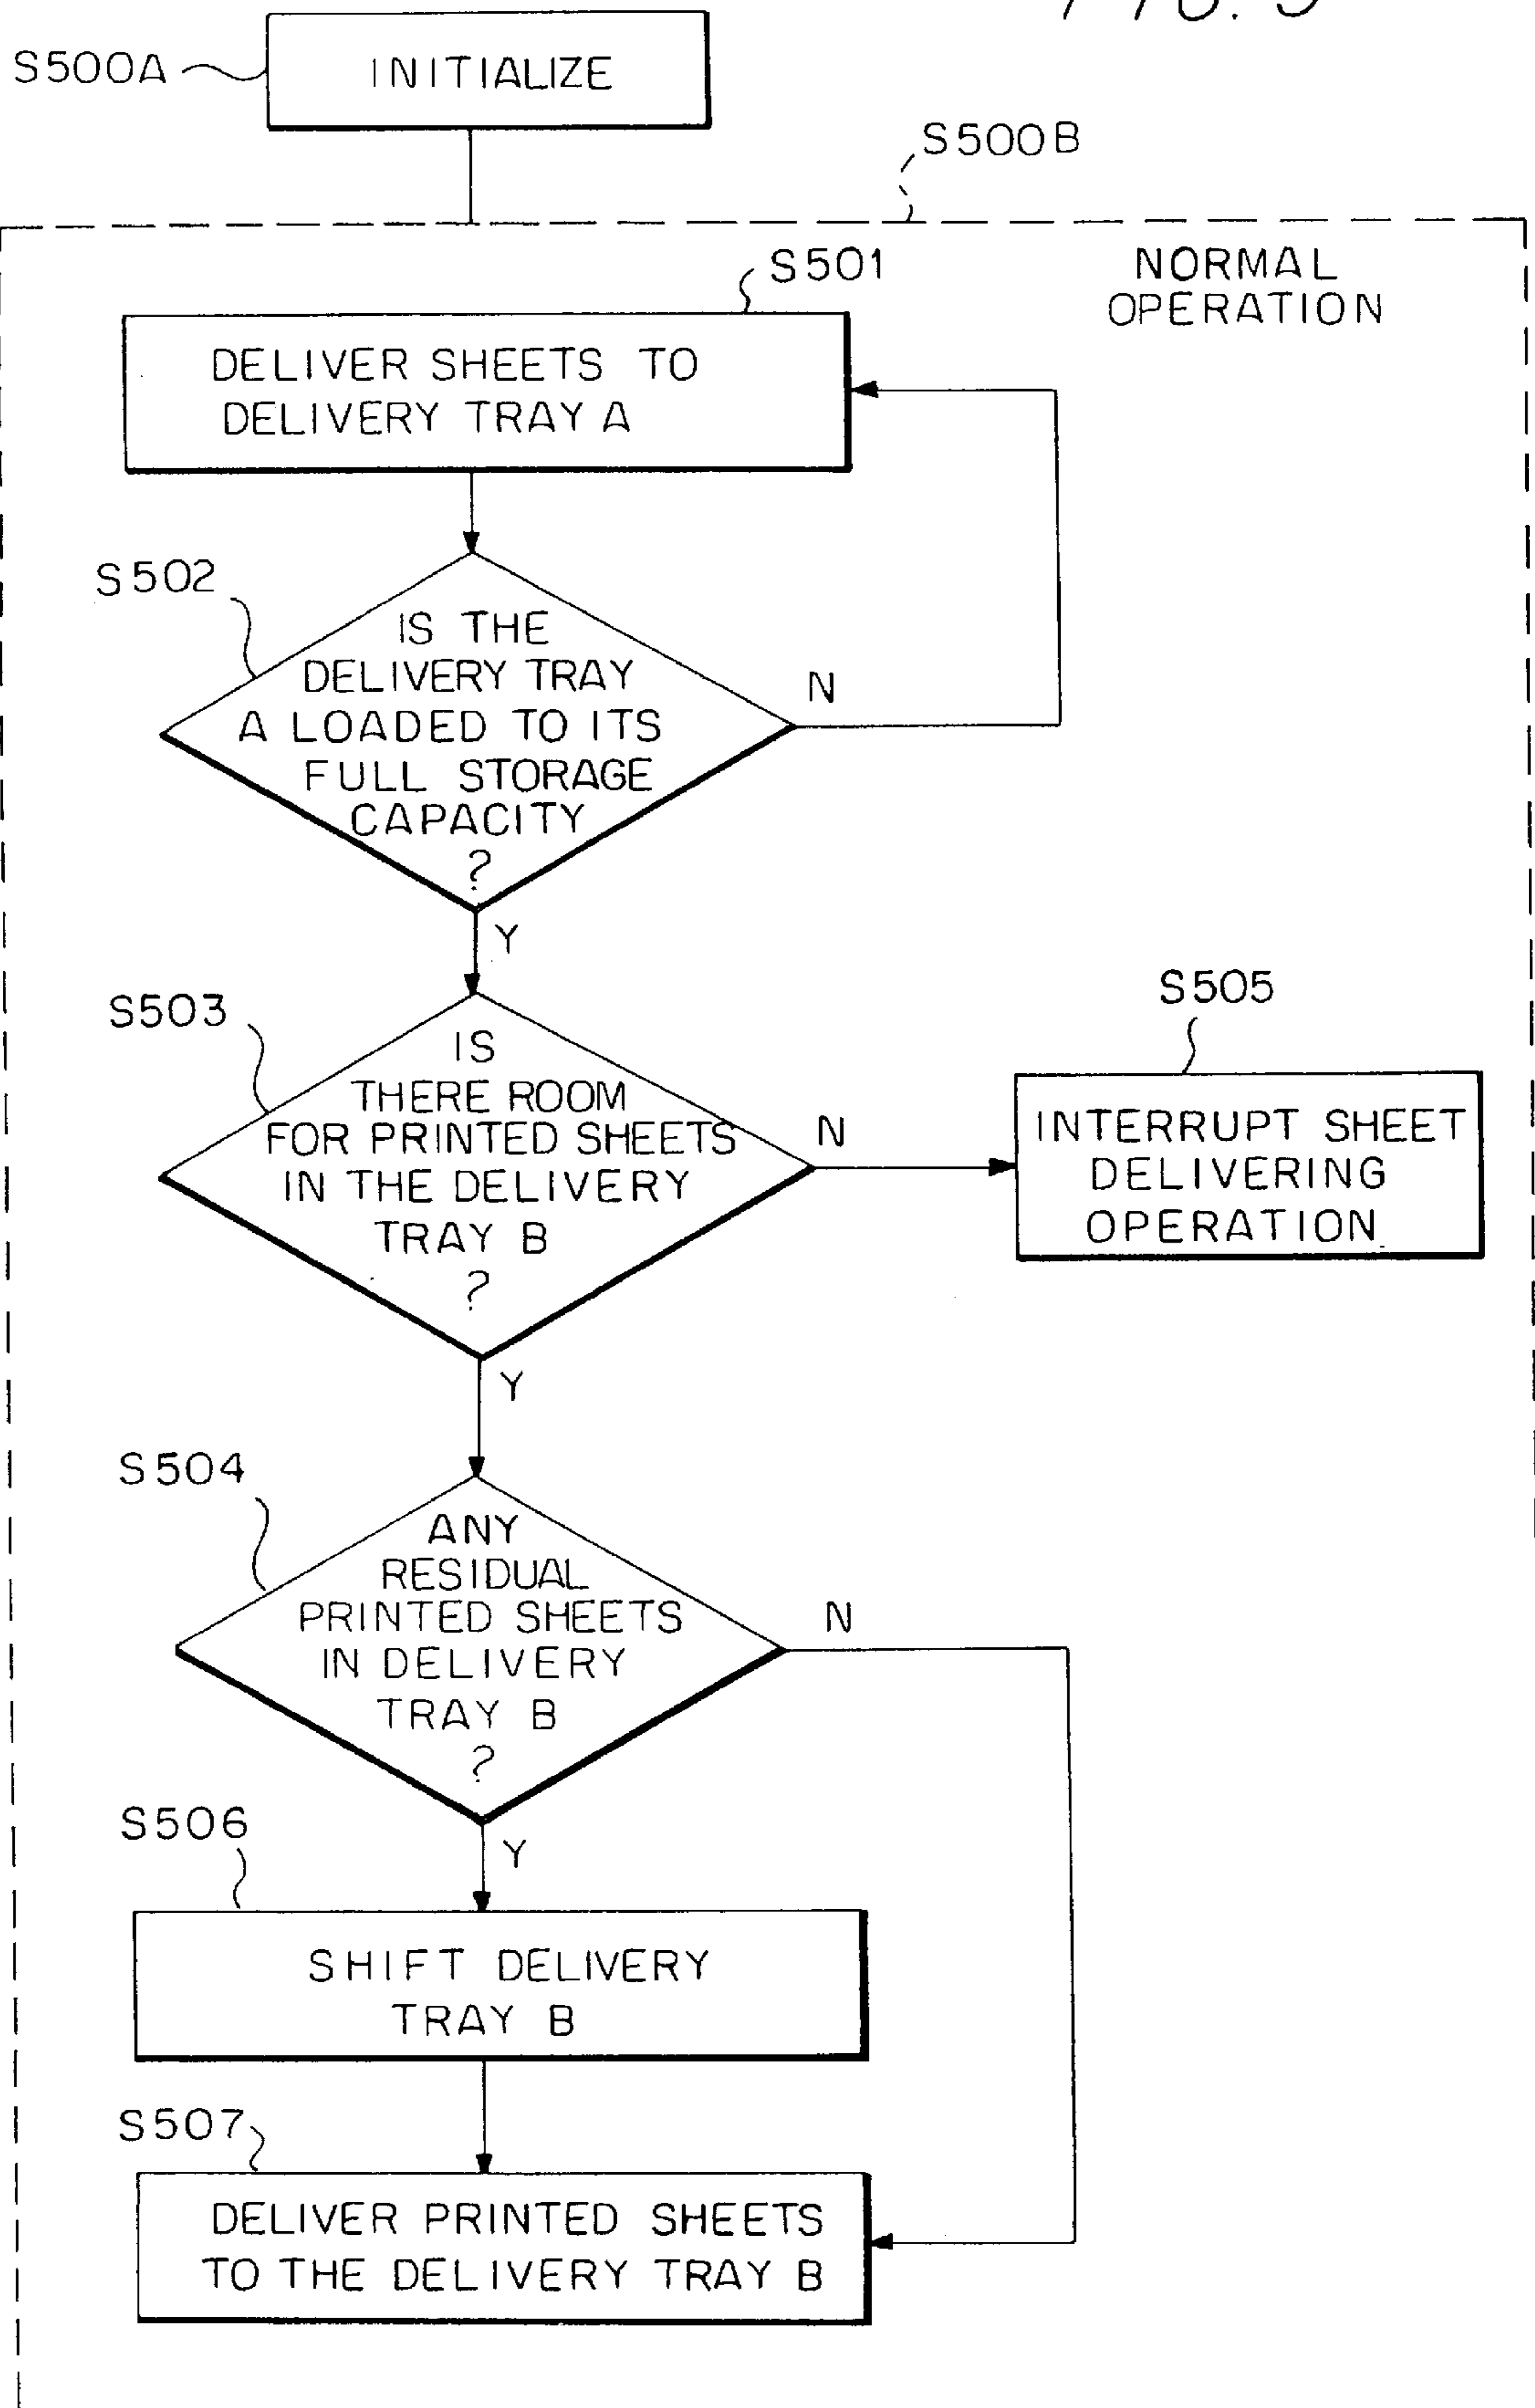 S500A
INITIALIZE
S500B
NORMAL
OPERATION
S501
DELIVER SHEETS TO
DELIVERY TRAY A
S502
IS THE
DELIVERY TRAY
A LOADED TO ITS
FULL STORAGE
CAPACITY
?
N
Y
S503
IS
THERE ROOM
FOR PRINTED SHEETS
IN THE DELIVERY
TRAY B
?
N
S505
INTERRUPT SHEET
DELIVERING
OPERATION
Y
S504
ANY
RESIDUAL
PRINTED SHEETS
IN DELIVERY
TRAY B
?
N
Y
S506
SHIFT DELIVERY
TRAY B
S507
DELIVER PRINTED SHEETS
TO THE DELIVERY TRAY B